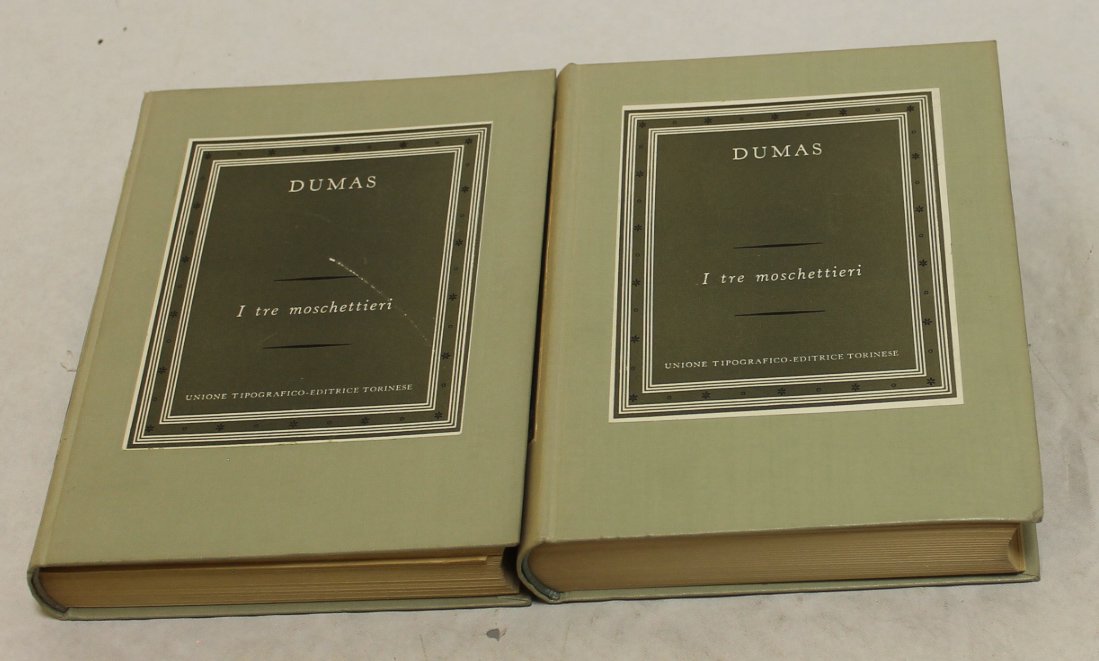 DUMAS
I tre moschettieri
UNIONE TIPOGRAFICO-EDITRICE TORINESE
DUMAS
I tre moschettieri
UNIONE TIPOGRAFICO-EDITRICE TORINESE